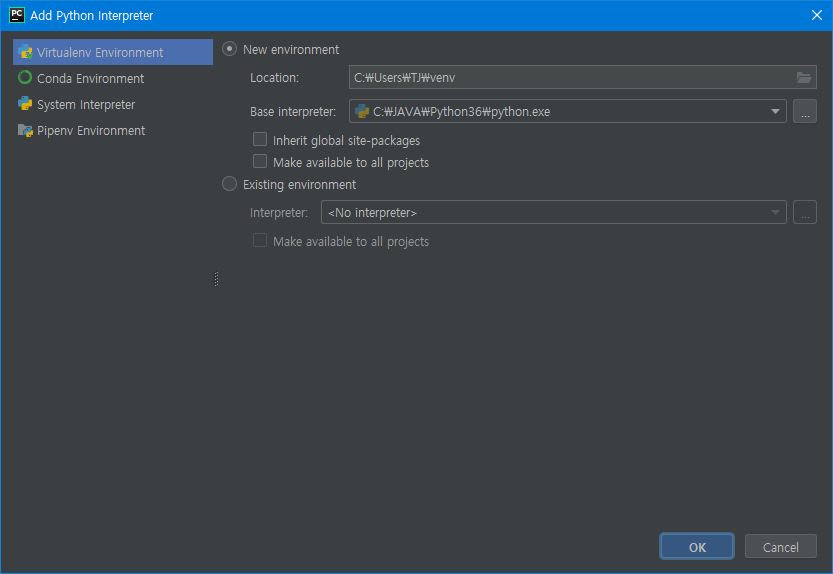 PC Add Python Interpreter
Virtualenv Environment
Conda Environment
System Interpreter
Pipenv Environment
New environment
Location: C:₩Users₩TJ₩venv
Base interpreter: C:₩JAVA₩Python36₩python.exe ...
Inherit global site-packages
Make available to all projects
Existing environment
Interpreter: <No interpreter> ...
Make available to all projects
OK Cancel